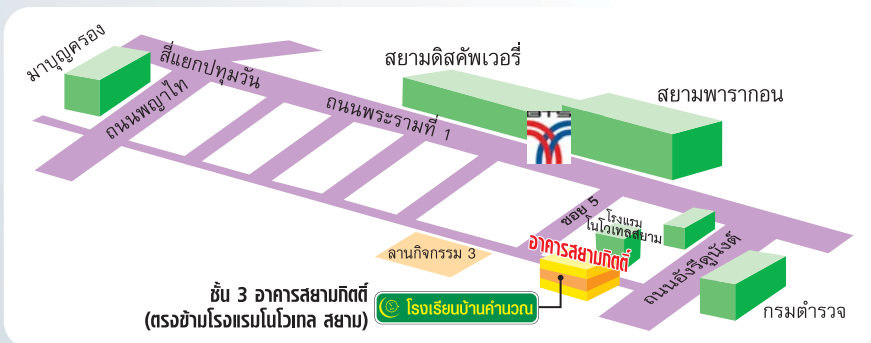 มาบุญครอง
สี่แยกปทุมวัน
ถนนพญาไท
ถนนพระรามที่ 1
สยามดิสคัพเวอรี่
BTS
สยามพารากอน
ซอย 5
โรงแรม
โนโวเทลสยาม
อาคารสยามกิตติ์
ลานกิจกรรม 3
ถนนอังรีดูนังต์
กรมตำรวจ
ชั้น 3 อาคารสยามกิตติ์
(ตรงข้ามโรงแรมโนโวเทล สยาม)
โรงเรียนบ้านคำนวณ